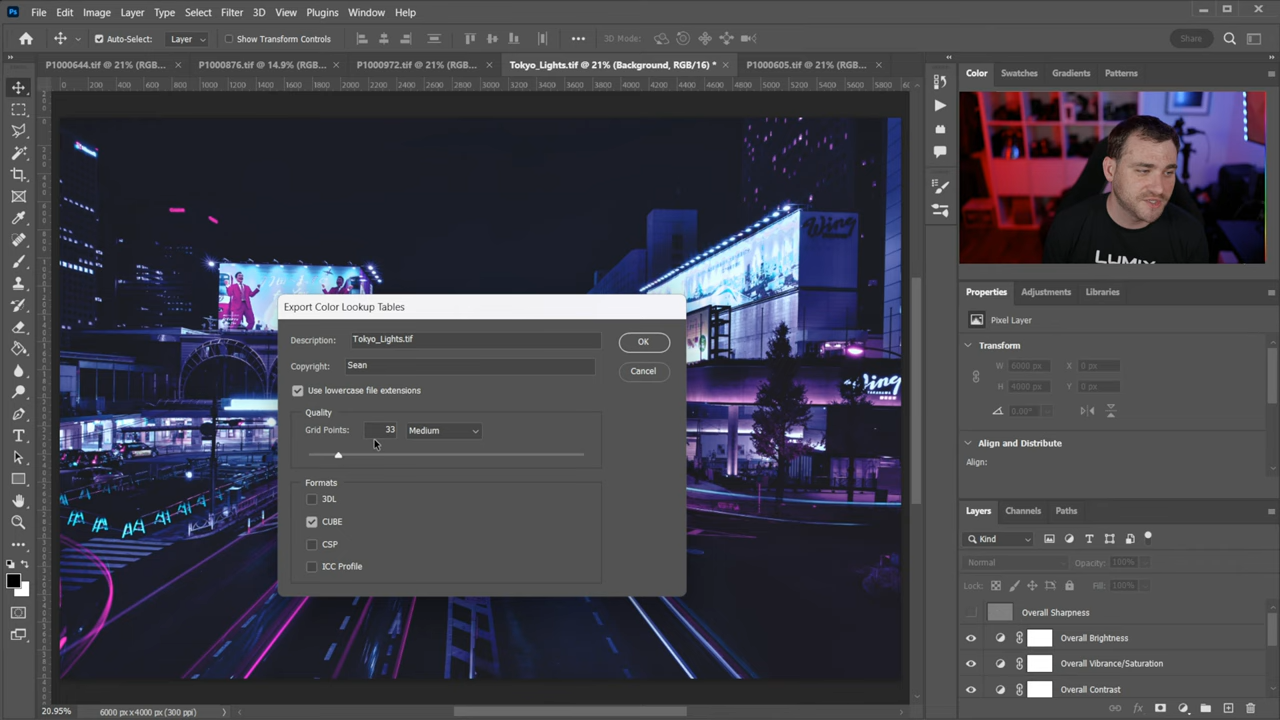 Ps File Edit Image Layer Type Select Filter 3D View Plugins Window Help
Auto-Select: Layer Show Transform Controls ••• 3D Mode: Share
P1000644.tif @ 21% (RGB... × P1000876.tif @ 14.9% (RGB... × P1000972.tif @ 21% (RGB... × Tokyo_Lights.tif @ 21% (Background, RGB/16) * × P1000605.tif @ 21% (RGB... ×
Color Swatches Gradients Patterns
Wing
LUMIX
Export Color Lookup Tables
Description: Tokyo_Lights.tif OK
Copyright: Sean Cancel
Use lowercase file extensions
Quality
Grid Points: 33 Medium
Formats
3DL
CUBE
CSP
ICC Profile
Wing
Properties Adjustments Libraries
Pixel Layer
Transform
W 6000 px X 0 px
H 4000 px Y 0 px
0.00°
Align and Distribute
Align:
Layers Channels Paths
Kind
Normal Opacity: 100%
Lock: Fill: 100%
Overall Sharpness
Overall Brightness
Overall Vibrance/Saturation
Overall Contrast
20.95% 6000 px x 4000 px (300 ppi)